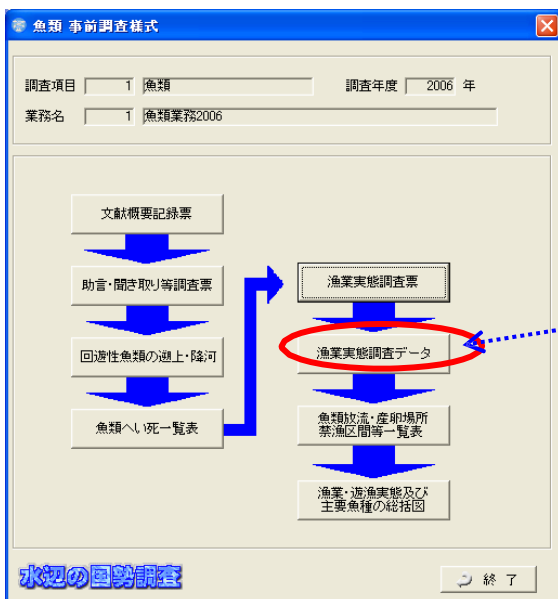 魚類 事前調査様式
調査項目 1 魚類 調査年度 2006 年
業務名 1 魚類業務2006
文献概要記録票
助言・聞き取り等調査票
回遊性魚類の遡上・降河
魚類へい死一覧表
漁業実態調査票
漁業実態調査データ
魚類放流・産卵場所
禁漁区間等一覧表
漁業・遊漁実態及び
主要魚種の総括図
水辺の国勢調査
終 了